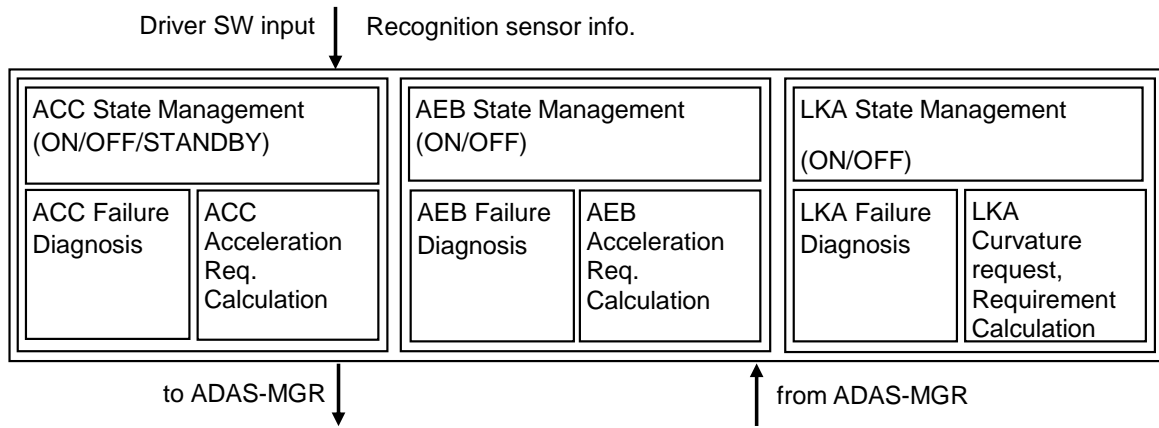 Driver SW input
Recognition sensor info.
ACC State Management
(ON/OFF/STANDBY)
ACC Failure
Diagnosis
ACC
Acceleration
Req.
Calculation
AEB State Management
(ON/OFF)
AEB Failure
Diagnosis
AEB
Acceleration
Req.
Calculation
LKA State Management
(ON/OFF)
LKA Failure
Diagnosis
LKA
Curvature
request,
Requirement
Calculation
to ADAS-MGR
from ADAS-MGR